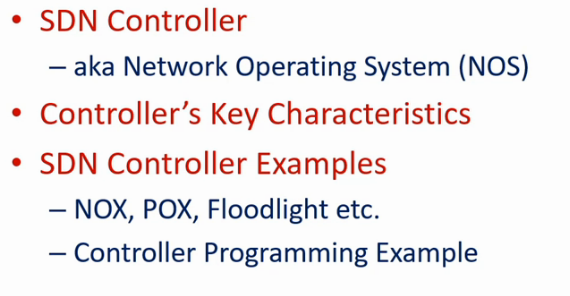 • SDN Controller
– aka Network Operating System (NOS)
• Controller’s Key Characteristics
• SDN Controller Examples
– NOX, POX, Floodlight etc.
– Controller Programming Example